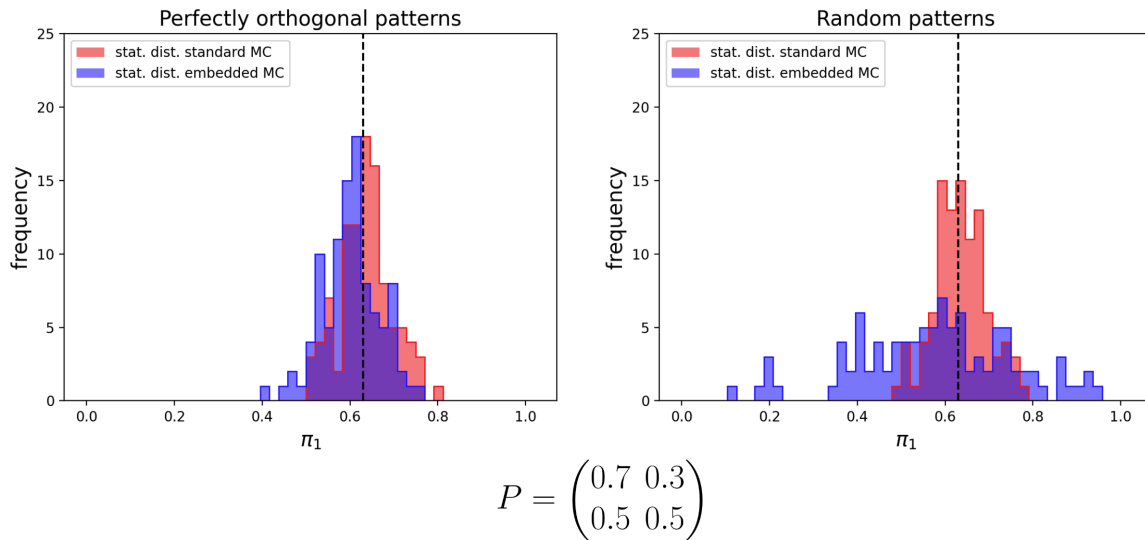 Perfectly orthogonal patterns
25
20
15
10
5
0
frequency
stat. dist. standard MC
stat. dist. embedded MC
0.0 0.2 0.4 0.6 0.8 1.0
π₁
Random patterns
25
20
15
10
5
0
frequency
stat. dist. standard MC
stat. dist. embedded MC
0.0 0.2 0.4 0.6 0.8 1.0
π₁
P = (0.7 0.3
0.5 0.5)